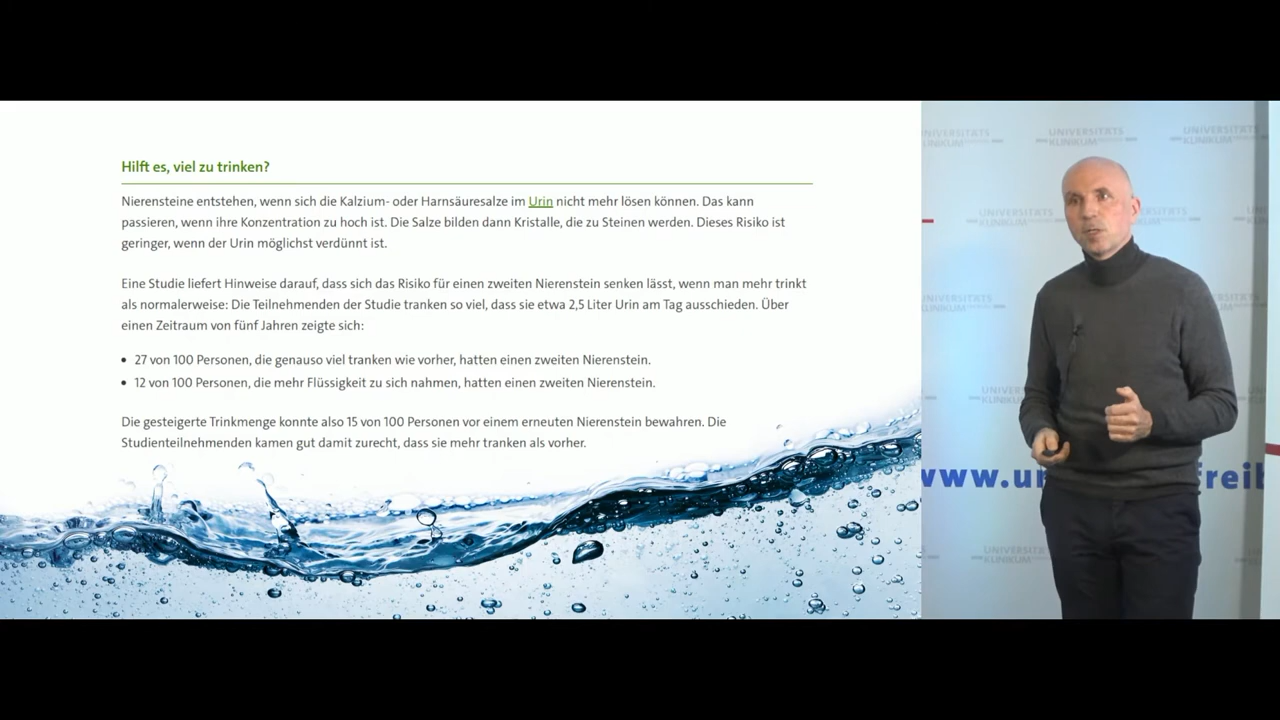 Hilft es, viel zu trinken?
Nierensteine entstehen, wenn sich die Kalzium- oder Harnsäuresalze im Urin nicht mehr lösen können. Das kann
passieren, wenn ihre Konzentration zu hoch ist. Die Salze bilden dann Kristalle, die zu Steinen werden. Dieses Risiko ist
geringer, wenn der Urin möglichst verdünnt ist.
Eine Studie liefert Hinweise darauf, dass sich das Risiko für einen zweiten Nierenstein senken lässt, wenn man mehr trinkt
als normalerweise: Die Teilnehmenden der Studie tranken so viel, dass sie etwa 2,5 Liter Urin am Tag ausschieden. Über
einen Zeitraum von fünf Jahren zeigte sich:
• 27 von 100 Personen, die genauso viel tranken wie vorher, hatten einen zweiten Nierenstein.
• 12 von 100 Personen, die mehr Flüssigkeit zu sich nahmen, hatten einen zweiten Nierenstein.
Die gesteigerte Trinkmenge konnte also 15 von 100 Personen vor einem erneuten Nierenstein bewahren. Die
Studienteilnehmenden kamen gut damit zurecht, dass sie mehr tranken als vorher.
UNIVERSITÄTS
KLINIKUM
UNIVERSITÄTS
KLINIKUM
UNIVERSITÄTS
KLINIKUM
www.un freib